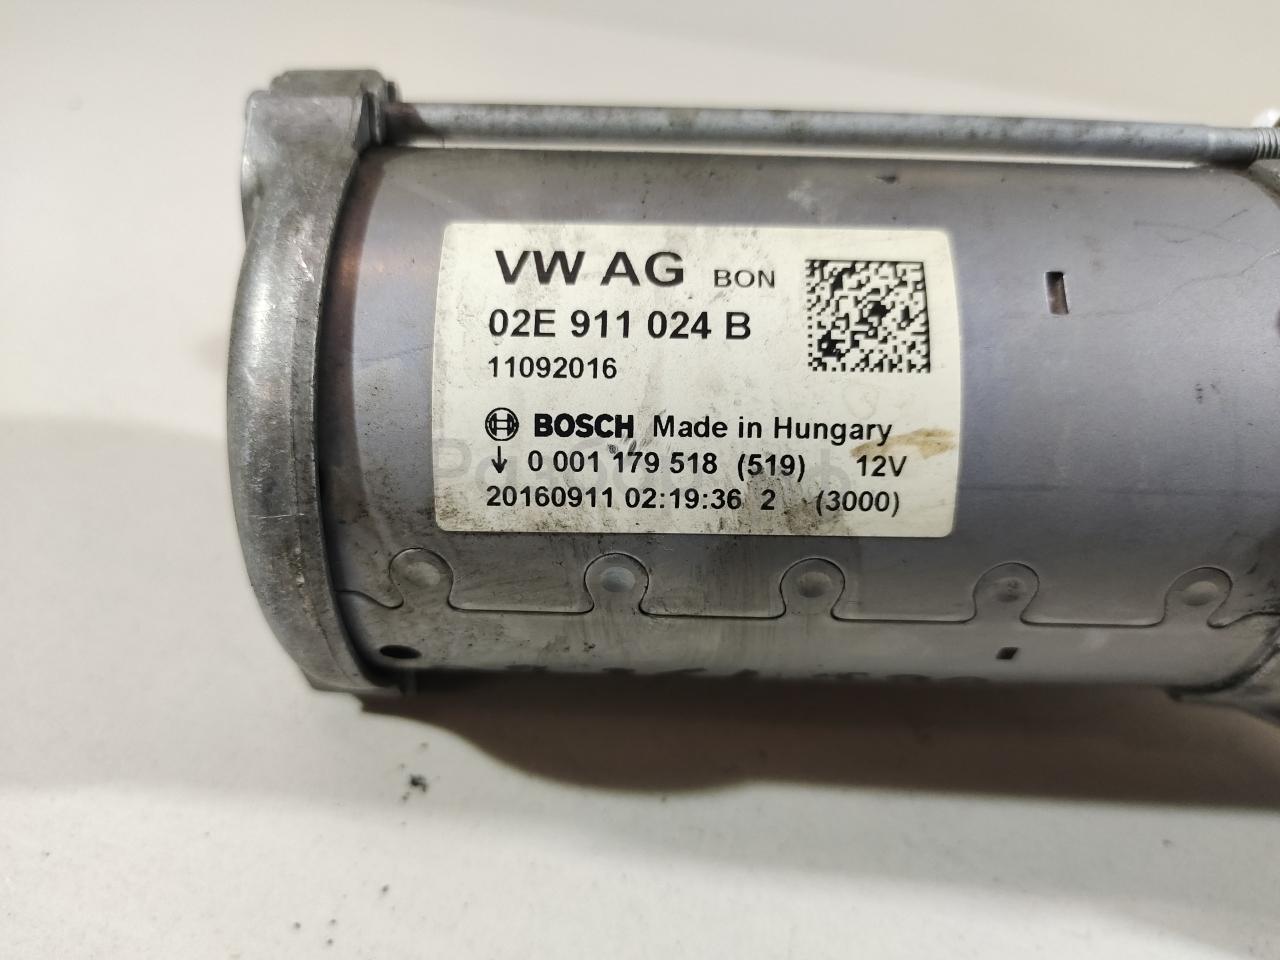 VW AG BON
02E 911 024 B
11092016
BOSCH Made in Hungary
↓ 0 001 179 518 (519) 12V
20160911 02:19:36 2 (3000)